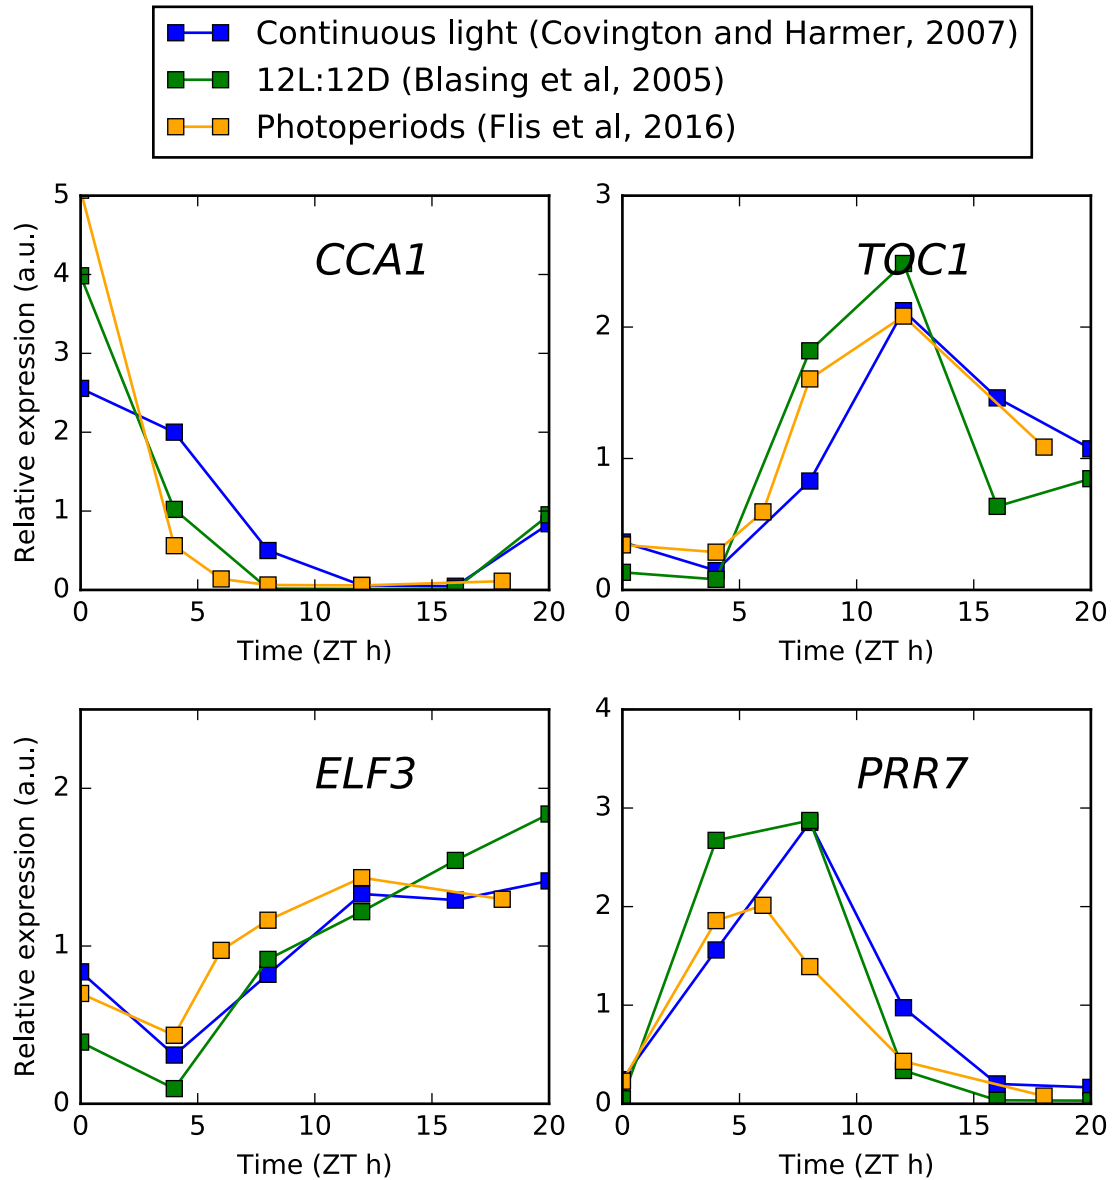 Continuous light (Covington and Harmer, 2007)
12L:12D (Blasing et al, 2005)
Photoperiods (Flis et al, 2016)
CCA1
Relative expression (a.u.)
5
4
3
2
1
0
0 5 10 15 20
Time (ZT h)
TOC1
3
2
1
0
0 5 10 15 20
Time (ZT h)
ELF3
Relative expression (a.u.)
2
1
0
0 5 10 15 20
Time (ZT h)
PRR7
4
3
2
1
0
0 5 10 15 20
Time (ZT h)